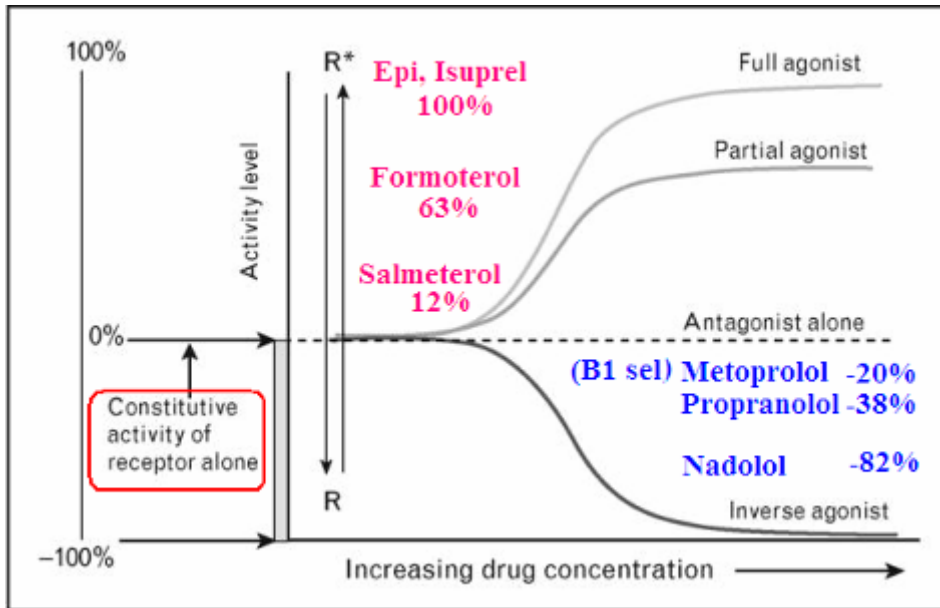 100%
R*
Epi, Isuprel
100%
Full agonist
Partial agonist
Formoterol
63%
Activity level
Salmeterol
12%
0%
Antagonist alone
(B1 sel) Metoprolol -20%
Propranolol -38%
Constitutive
activity of
receptor alone
Nadolol -82%
R
Inverse agonist
–100%
Increasing drug concentration